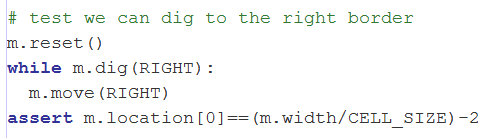 # test we can dig to the right border
m.reset()
while m.dig(RIGHT):
  m.move(RIGHT)
assert m.location[0]==(m.width/CELL_SIZE)-2